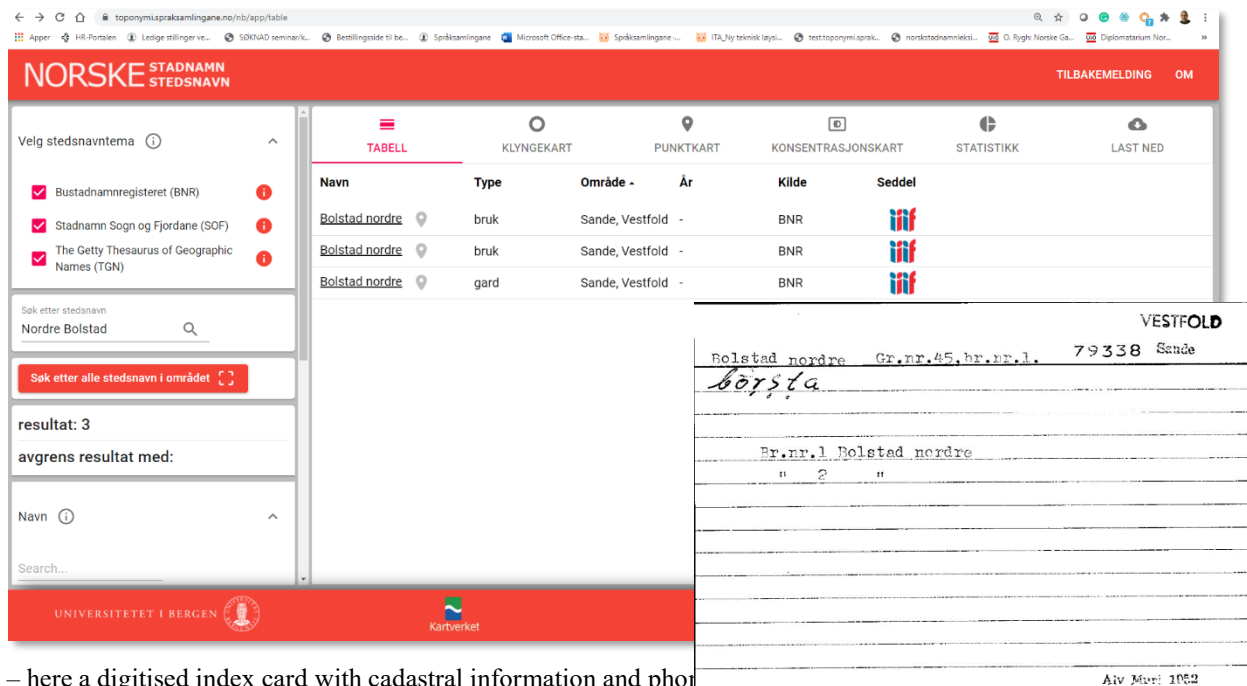 toponymi.spraksamlingane.no/nb/app/table
Apper HR-Portalen Ledige stillinger ve... SØKNAD seminar/k... Bestillingsside til be... Språksamlingane Microsoft Office-sta... Språksamlingane -... ITA_Ny teknisk løysi... test.toponymi.sprak... norskstadnamnleksi... O. Rygh: Norske Ga... Diplomatarium Nor... »
NORSKE STADNAMN
STEDSNAVN
TILBAKEMELDING OM
Velg stedsnavntema
Bustadnamnregisteret (BNR)
Stadnamn Sogn og Fjordane (SOF)
The Getty Thesaurus of Geographic
Names (TGN)
Søk etter stedsnavn
Nordre Bolstad
Søk etter alle stedsnavn i området
resultat: 3
avgrens resultat med:
Navn
Search...
TABELL KLYNGEKART PUNKTKART KONSENTRASJONSKART STATISTIKK LAST NED
Navn Type Område År Kilde Seddel
Bolstad nordre bruk Sande, Vestfold - BNR iiif
Bolstad nordre bruk Sande, Vestfold - BNR iiif
Bolstad nordre gard Sande, Vestfold - BNR iiif
VESTFOLD
Bolstad nordre Gr.nr.45,br.nr.1. 79338 Sande
Br.nr.1 Bolstad nordre
" 2 "
1952
UNIVERSITETET I BERGEN
Kartverket
– here a digitised index card with cadastral information and phon